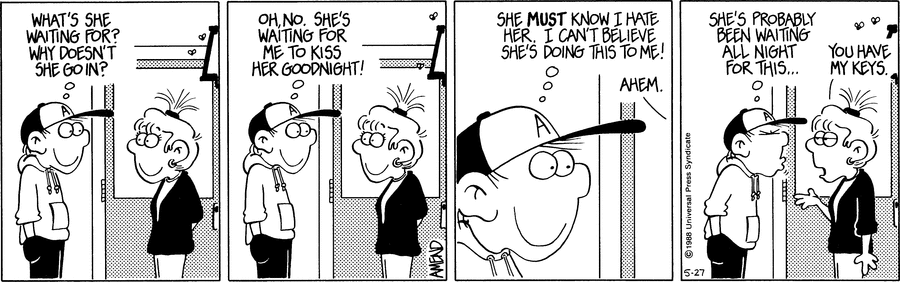 WHAT'S SHE
WAITING FOR?
WHY DOESN'T
SHE GO IN?
A
OH, NO. SHE'S
WAITING FOR
ME TO KISS
HER GOODNIGHT!
A
AMEND
SHE MUST KNOW I HATE
HER. I CAN'T BELIEVE
SHE'S DOING THIS TO ME!
AHEM.
A
©1988 Universal Press Syndicate
SHE'S PROBABLY
BEEN WAITING
ALL NIGHT
FOR THIS...
YOU HAVE
MY KEYS.
5-27